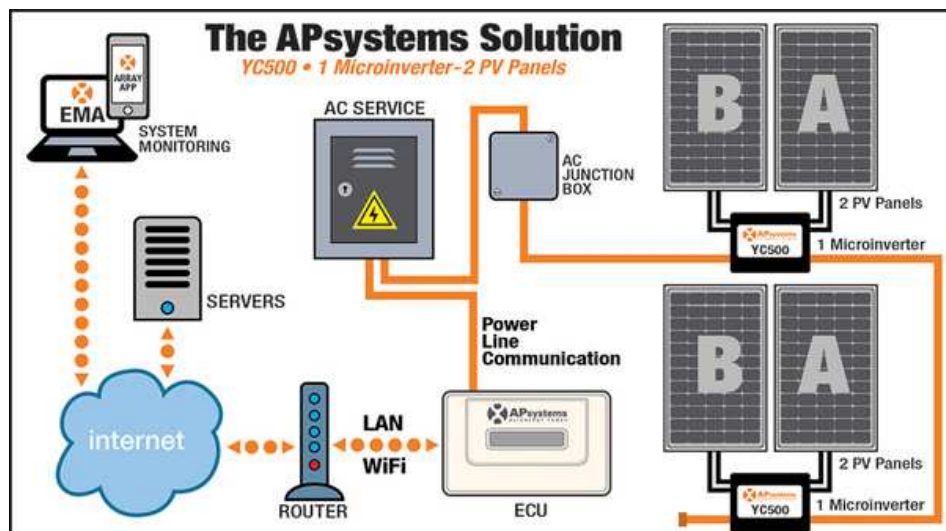 The APsystems Solution
YC500 • 1 Microinverter-2 PV Panels
ARRAY
APP
EMA
SYSTEM
MONITORING
AC SERVICE
AC
JUNCTION
BOX
B
A
2 PV Panels
APsystems
YC500
1 Microinverter
SERVERS
Power
Line
Communication
B
A
internet
LAN
WiFi
APsystems
ALTERNERGY POWER
ROUTER
ECU
2 PV Panels
APsystems
YC500
1 Microinverter